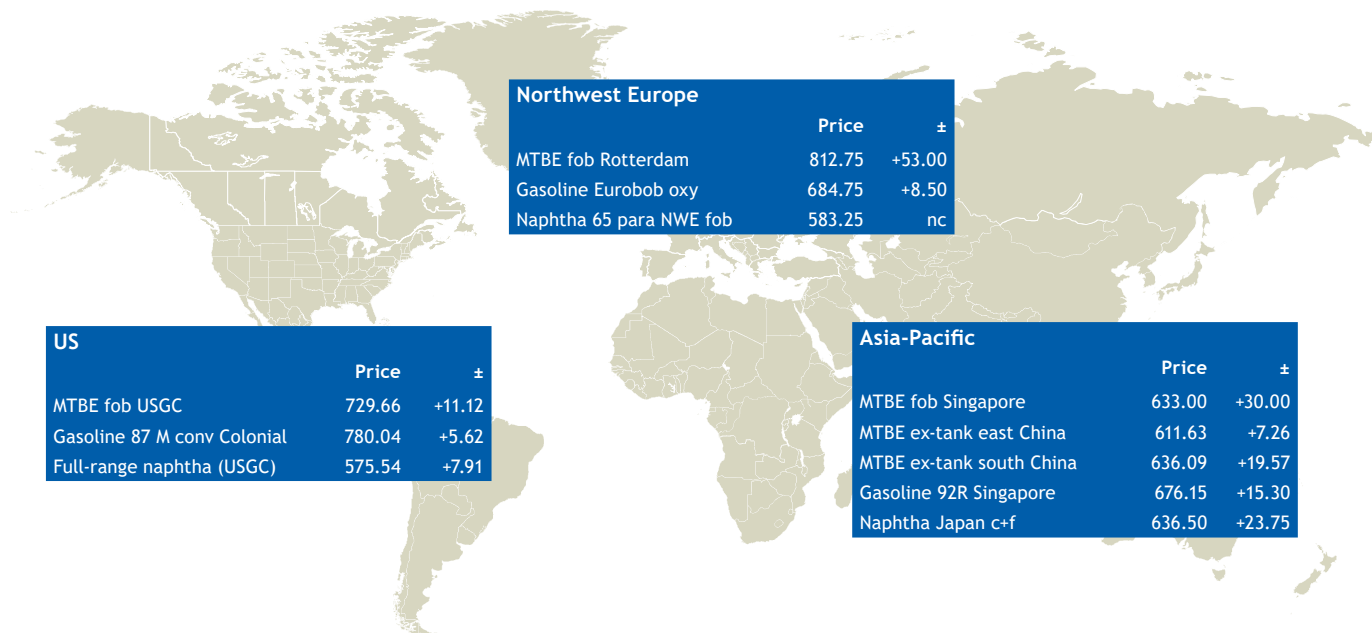 Northwest Europe
Price ±
MTBE fob Rotterdam 812.75 +53.00
Gasoline Eurobob oxy 684.75 +8.50
Naphtha 65 para NWE fob 583.25 nc
US
Price ±
MTBE fob USGC 729.66 +11.12
Gasoline 87 M conv Colonial 780.04 +5.62
Full-range naphtha (USGC) 575.54 +7.91
Asia-Pacific
Price ±
MTBE fob Singapore 633.00 +30.00
MTBE ex-tank east China 611.63 +7.26
MTBE ex-tank south China 636.09 +19.57
Gasoline 92R Singapore 676.15 +15.30
Naphtha Japan c+f 636.50 +23.75